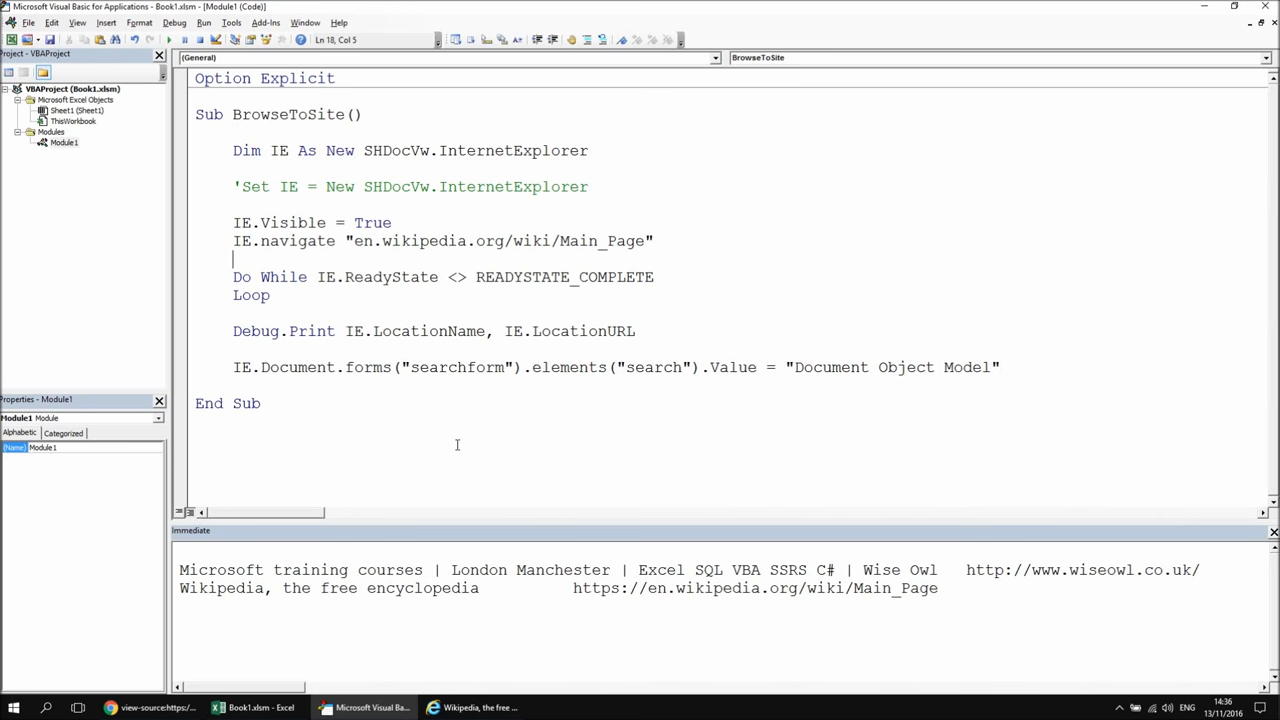 Microsoft Visual Basic for Applications - Book1.xlsm - [Module1 (Code)]
File Edit View Insert Format Debug Run Tools Add-Ins Window Help
Ln 18, Col 5
Project - VBAProject
(General) BrowseToSite
VBAProject (Book1.xlsm)
Microsoft Excel Objects
Sheet1 (Sheet1)
ThisWorkbook
Modules
Module1
Option Explicit
Sub BrowseToSite()
Dim IE As New SHDocVw.InternetExplorer
'Set IE = New SHDocVw.InternetExplorer
IE.Visible = True
IE.navigate "en.wikipedia.org/wiki/Main_Page"
Do While IE.ReadyState <> READYSTATE_COMPLETE
Loop
Debug.Print IE.LocationName, IE.LocationURL
IE.Document.forms("searchform").elements("search").Value = "Document Object Model"
End Sub
Properties - Module1
Module1 Module
Alphabetic Categorized
(Name) Module1
Immediate
Microsoft training courses | London Manchester | Excel SQL VBA SSRS C# | Wise Owl http://www.wiseowl.co.uk/
Wikipedia, the free encyclopedia https://en.wikipedia.org/wiki/Main_Page
view-source:https:/... Book1.xlsm - Excel Microsoft Visual Ba... Wikipedia, the free ... ENG 14:36
13/11/2016